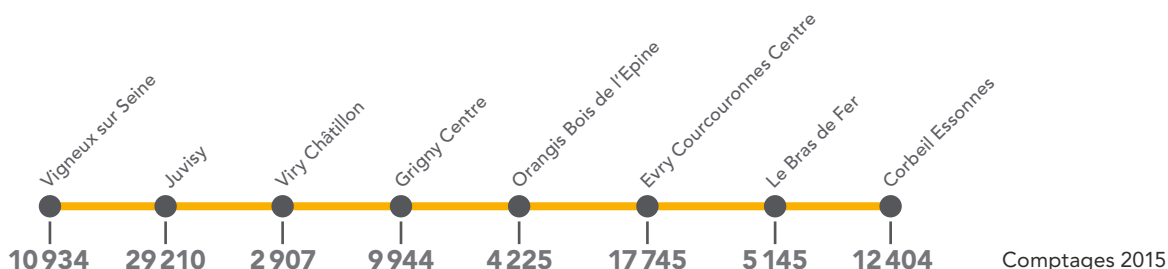 Vigneux sur Seine
Juvisy
Viry Châtillon
Grigny Centre
Orangis Bois de l'Epine
Evry Courcouronnes Centre
Le Bras de Fer
Corbeil Essonnes
10 934
29 210
2 907
9 944
4 225
17 745
5 145
12 404
Comptages 2015